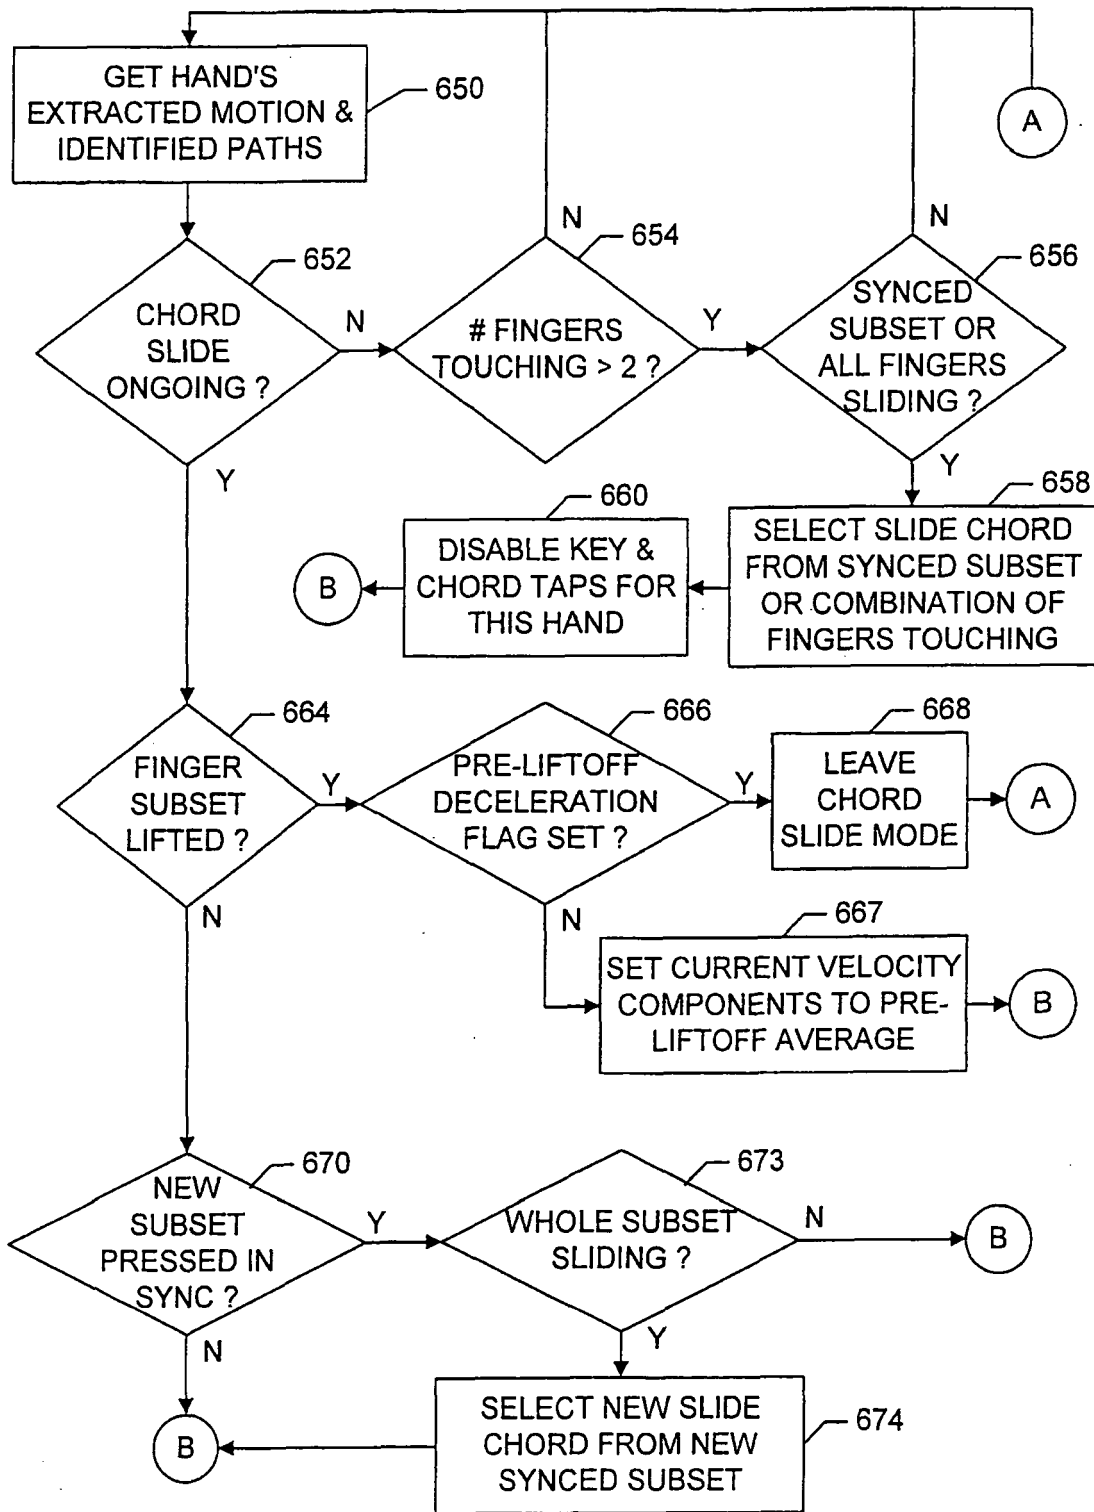 GET HAND'S
EXTRACTED MOTION &
IDENTIFIED PATHS
650
A
CHORD
SLIDE
ONGOING ?
652
N
Y
# FINGERS
TOUCHING > 2 ?
654
N
Y
SYNCED
SUBSET OR
ALL FINGERS
SLIDING ?
656
N
Y
SELECT SLIDE CHORD
FROM SYNCED SUBSET
OR COMBINATION OF
FINGERS TOUCHING
658
DISABLE KEY &
CHORD TAPS FOR
THIS HAND
660
B
FINGER
SUBSET
LIFTED ?
664
Y
N
PRE-LIFTOFF
DECELERATION
FLAG SET ?
666
Y
N
LEAVE
CHORD
SLIDE MODE
668
A
SET CURRENT VELOCITY
COMPONENTS TO PRE-
LIFTOFF AVERAGE
667
B
NEW
SUBSET
PRESSED IN
SYNC ?
670
Y
N
WHOLE SUBSET
SLIDING ?
673
N
Y
B
SELECT NEW SLIDE
CHORD FROM NEW
SYNCED SUBSET
674
B